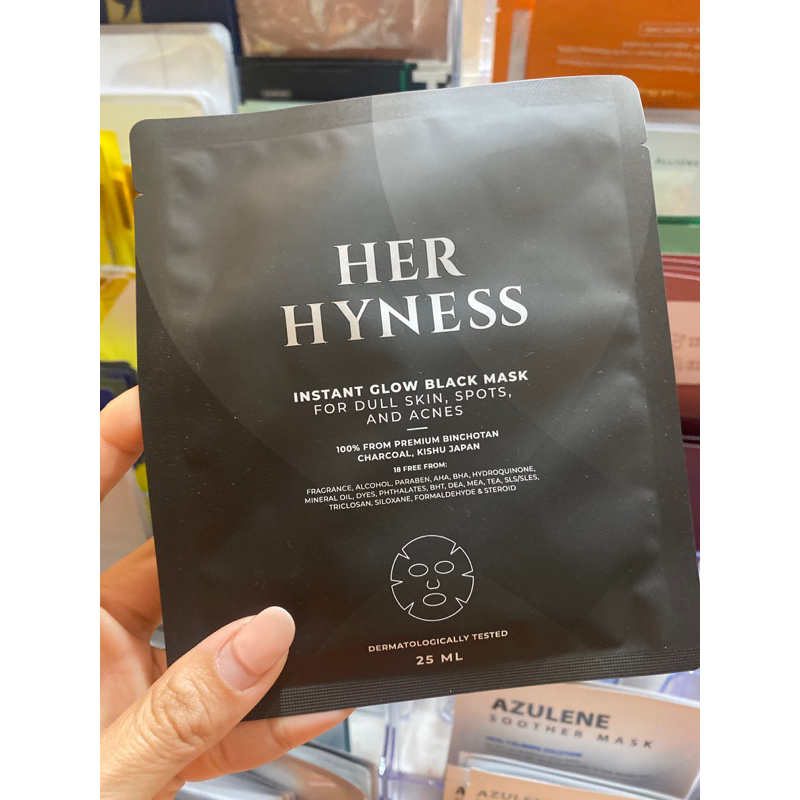 HER
HYNESS
INSTANT GLOW BLACK MASK
FOR DULL SKIN, SPOTS,
AND ACNES
100% FROM PREMIUM BINCHOTAN
CHARCOAL, KISHU JAPAN
18 FREE FROM:
FRAGRANCE, ALCOHOL, PARABEN, AHA, BHA, HYDROQUINONE,
MINERAL OIL, DYES, PHTHALATES, BHT, DEA, MEA, TEA, SLS/SLES,
TRICLOSAN, SILOXANE, FORMALDEHYDE & STEROID
DERMATOLOGICALLY TESTED
25 ML
AZULENE
SOOTHER MASK
AZULENE